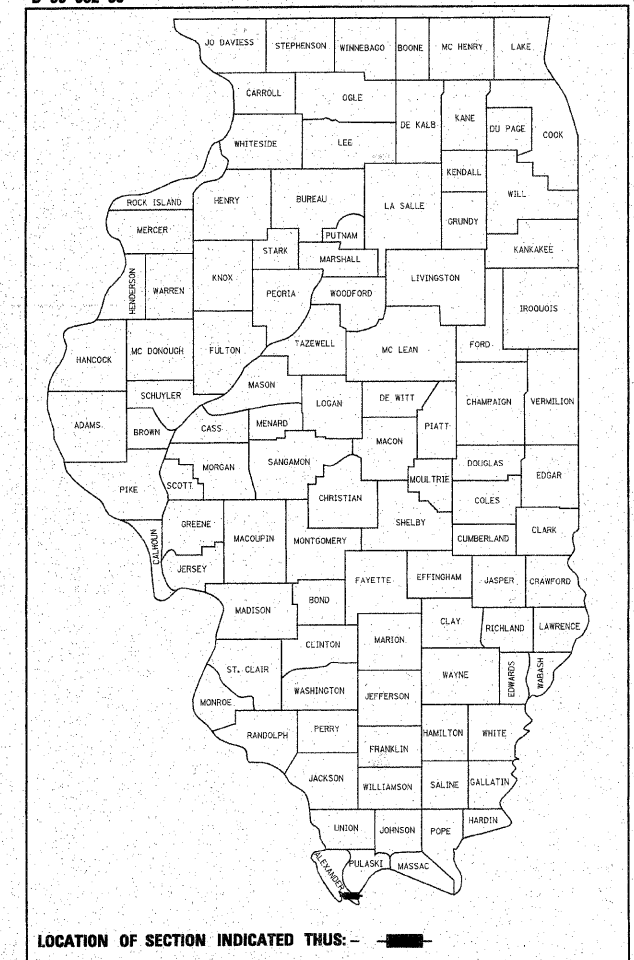 JO DAVIESS STEPHENSON WINNEBAGO BOONE MC HENRY LAKE
CARROLL OGLE DE KALB KANE DU PAGE COOK
WHITESIDE LEE KENDALL WILL
ROCK ISLAND HENRY BUREAU LA SALLE GRUNDY
MERCER PUTNAM KANKAKEE
HENDERSON WARREN KNOX STARK MARSHALL LIVINGSTON
PEORIA WOODFORD IROQUOIS
HANCOCK MC DONOUGH FULTON TAZEWELL MC LEAN FORD
SCHUYLER MASON LOGAN DE WITT CHAMPAIGN VERMILION
ADAMS BROWN CASS MENARD MACON PIATT
PIKE SCOTT MORGAN SANGAMON CHRISTIAN MOULTRIE DOUGLAS EDGAR
COLES
GREENE MACOUPIN MONTGOMERY SHELBY CUMBERLAND CLARK
CALHOUN JERSEY FAYETTE EFFINGHAM JASPER CRAWFORD
MADISON BOND CLAY RICHLAND LAWRENCE
CLINTON MARION
ST. CLAIR WASHINGTON JEFFERSON WAYNE EDWARDS WABASH
MONROE
RANDOLPH PERRY FRANKLIN HAMILTON WHITE
JACKSON WILLIAMSON SALINE GALLATIN
UNION JOHNSON POPE HARDIN
ALEXANDER PULASKI MASSAC
LOCATION OF SECTION INDICATED THUS: -